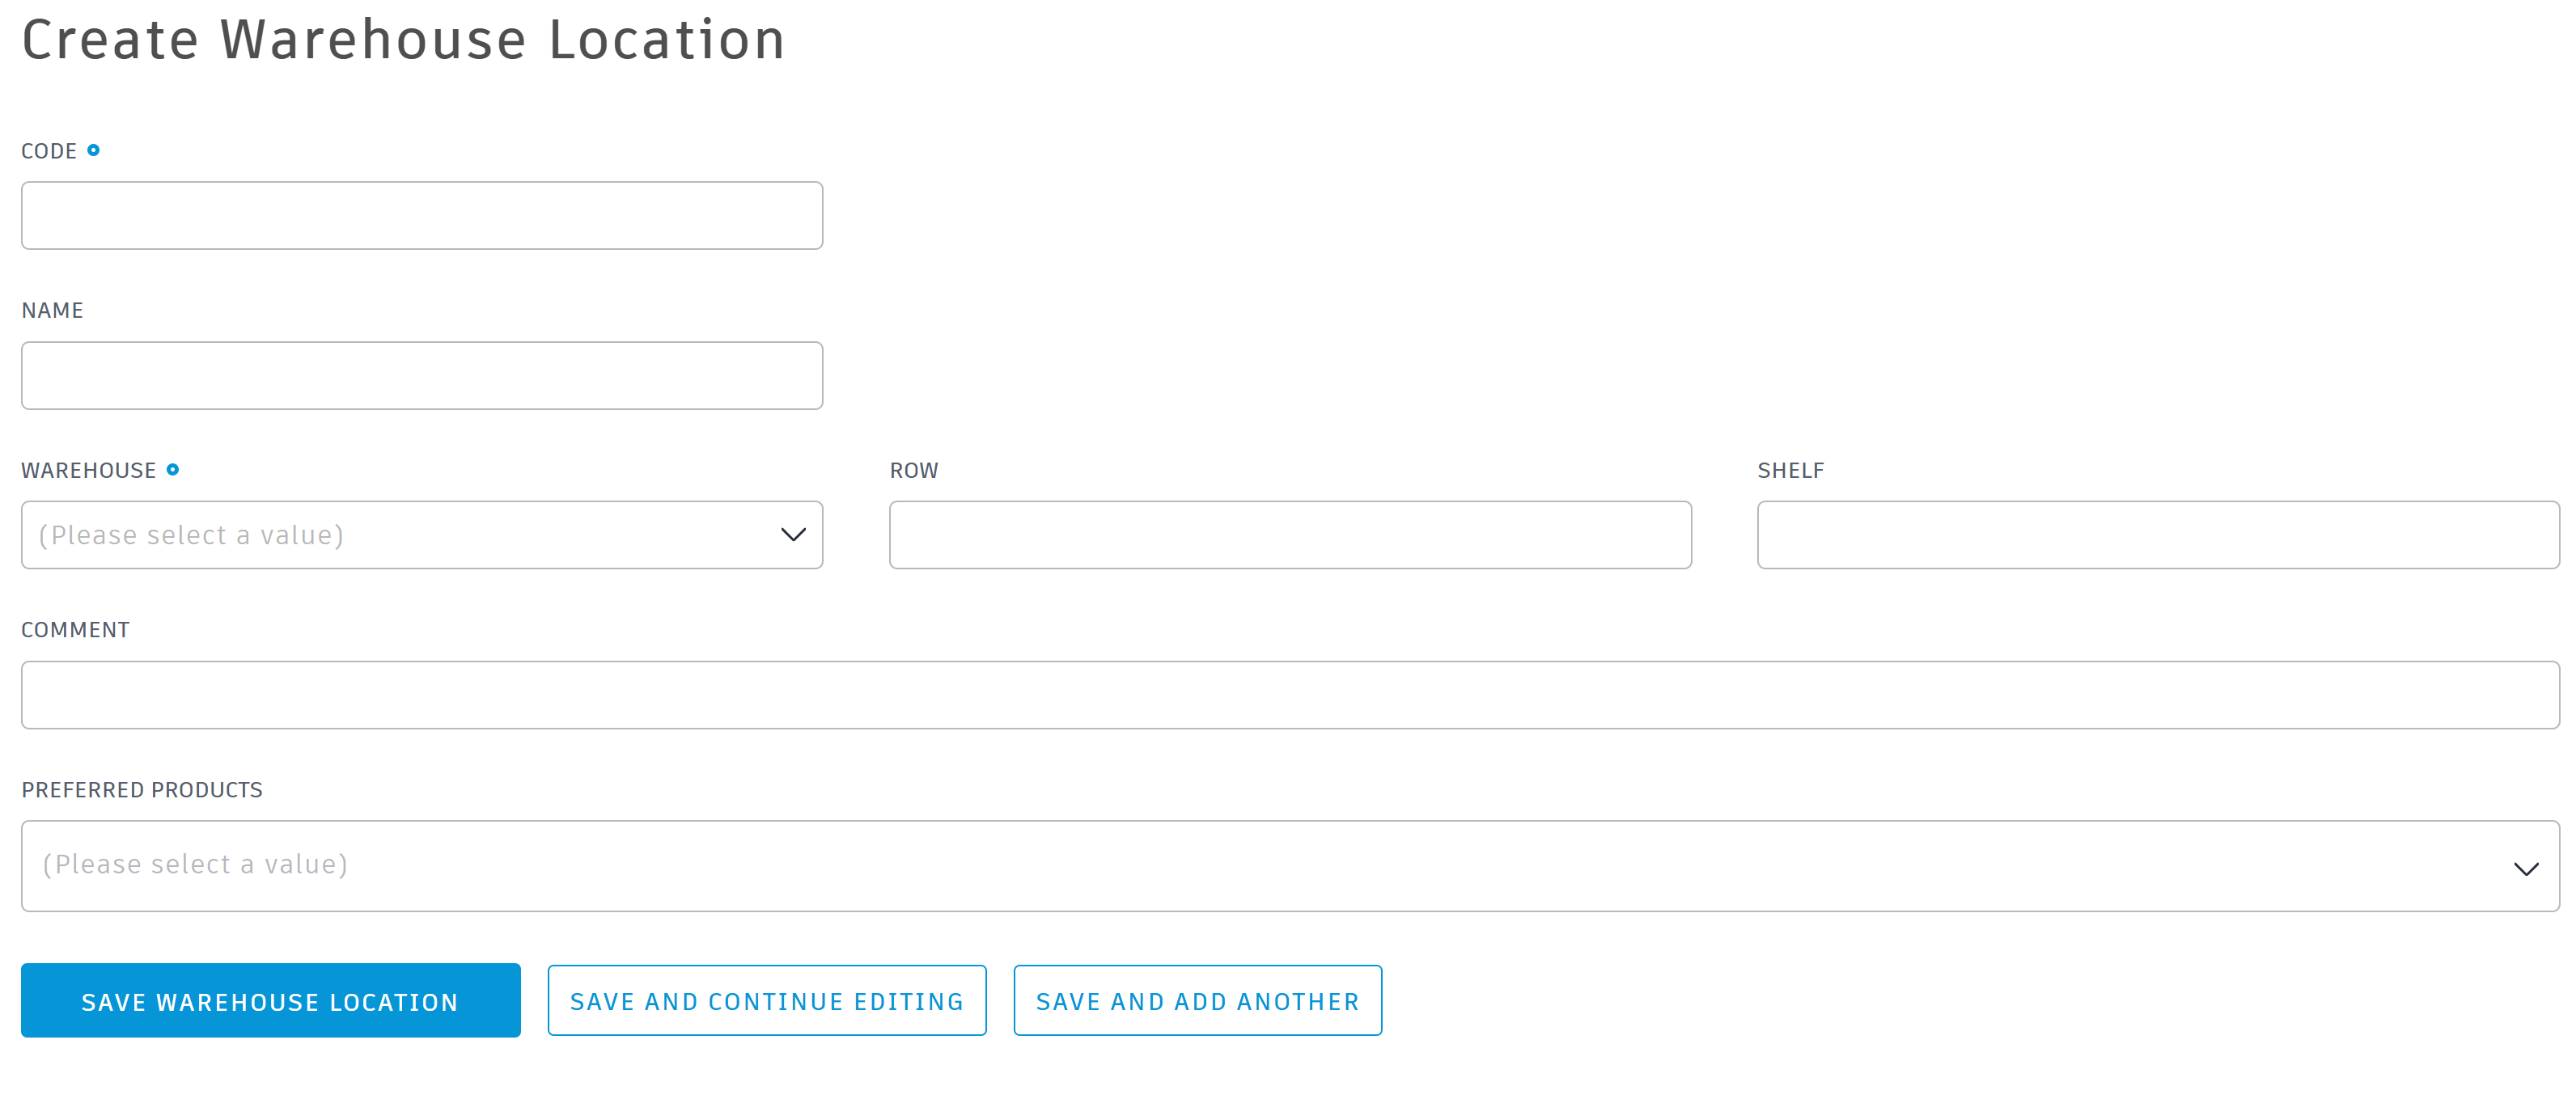 Create Warehouse Location
CODE
NAME
WAREHOUSE ROW SHELF
(Please select a value)
COMMENT
PREFERRED PRODUCTS
(Please select a value)
SAVE WAREHOUSE LOCATION SAVE AND CONTINUE EDITING SAVE AND ADD ANOTHER